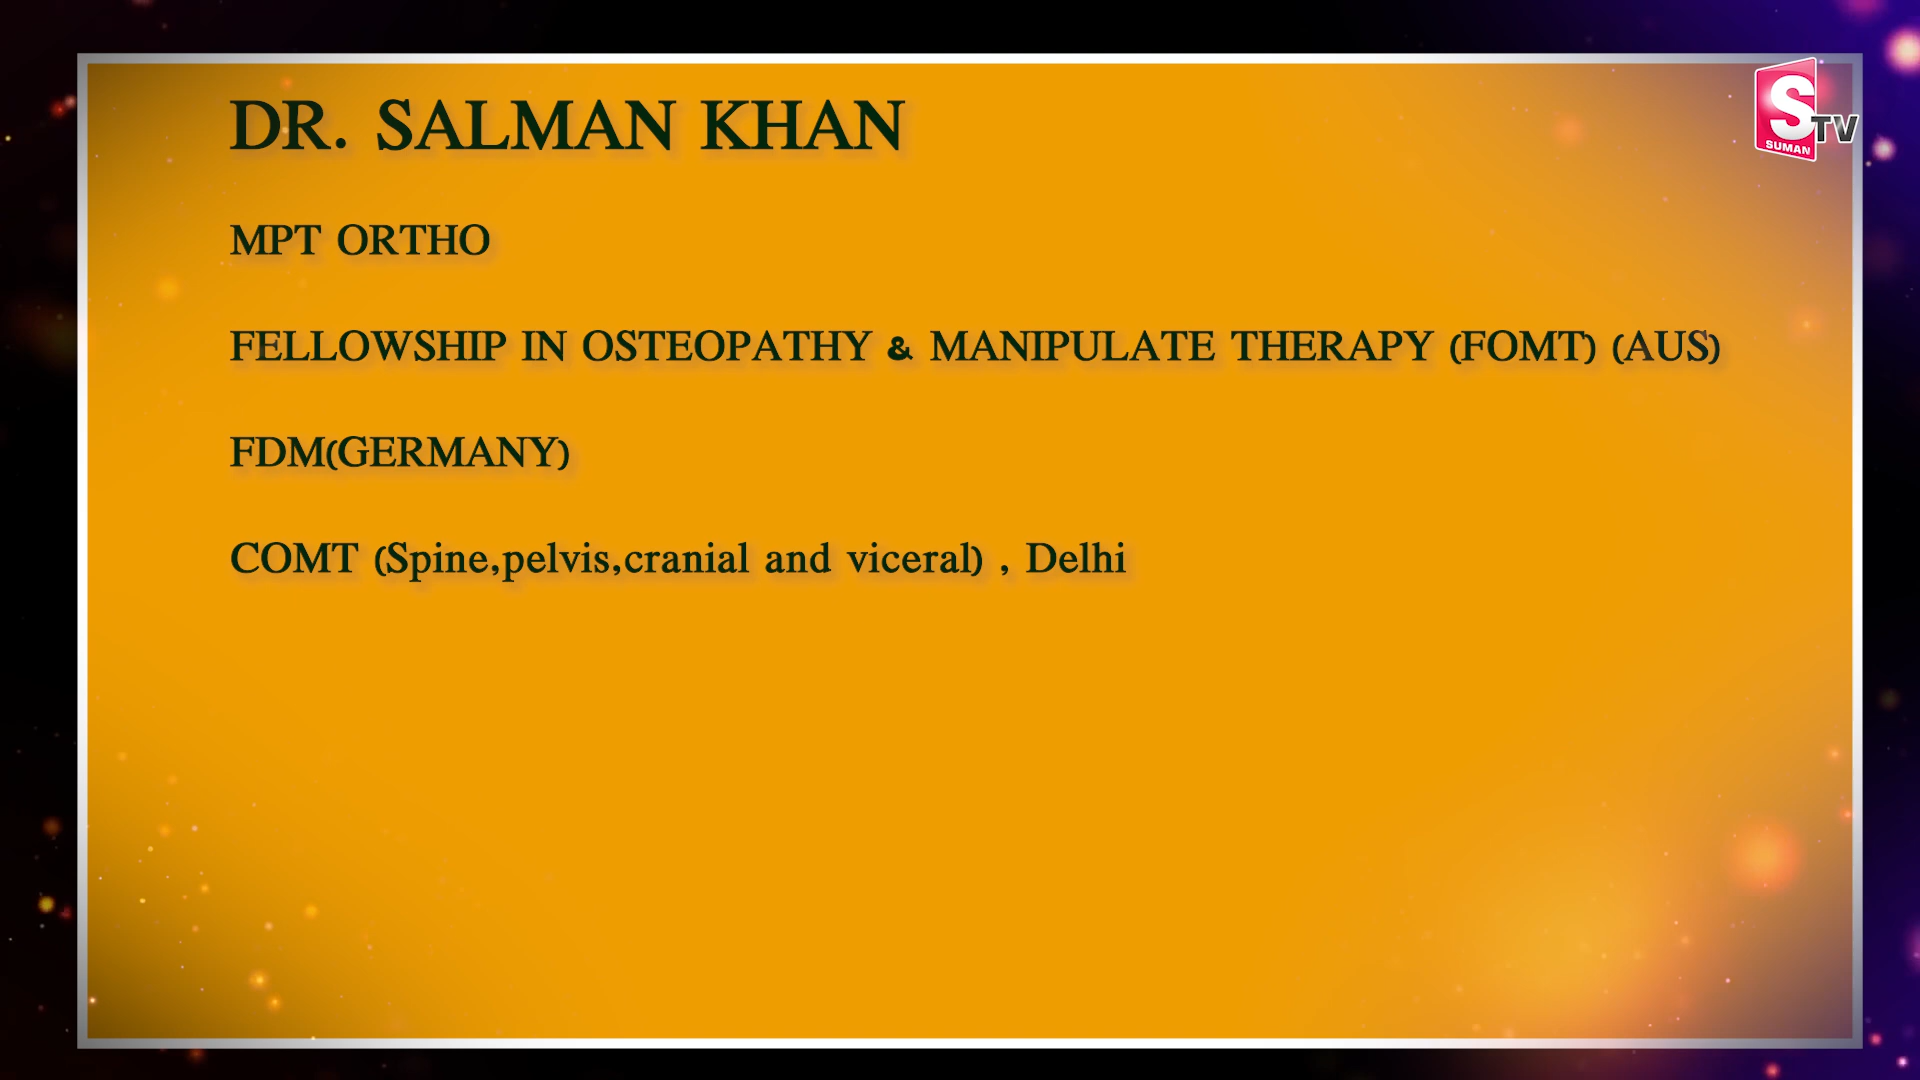 DR. SALMAN KHAN
S TV
SUMAN
MPT ORTHO
FELLOWSHIP IN OSTEOPATHY & MANIPULATE THERAPY (FOMT) (AUS)
FDM(GERMANY)
COMT (Spine,pelvis,cranial and viceral) , Delhi